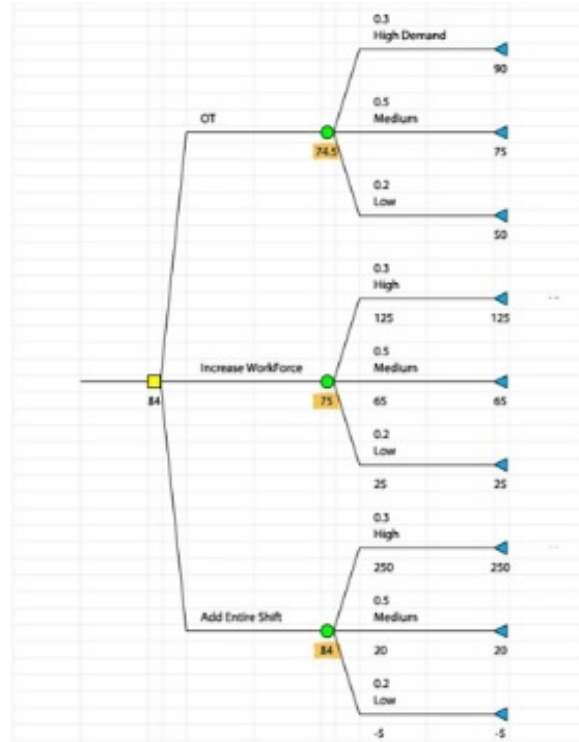 0.3
High Demand
90
0.5
OT Medium
74.5 75
0.2
Low
50
0.3
High
125 125
0.5
Increase WorkForce Medium
84 75 65 65
0.2
Low
25 25
0.3
High
250 250
0.5
Add Entire Shift Medium
84 20 20
0.2
Low
-5 -5